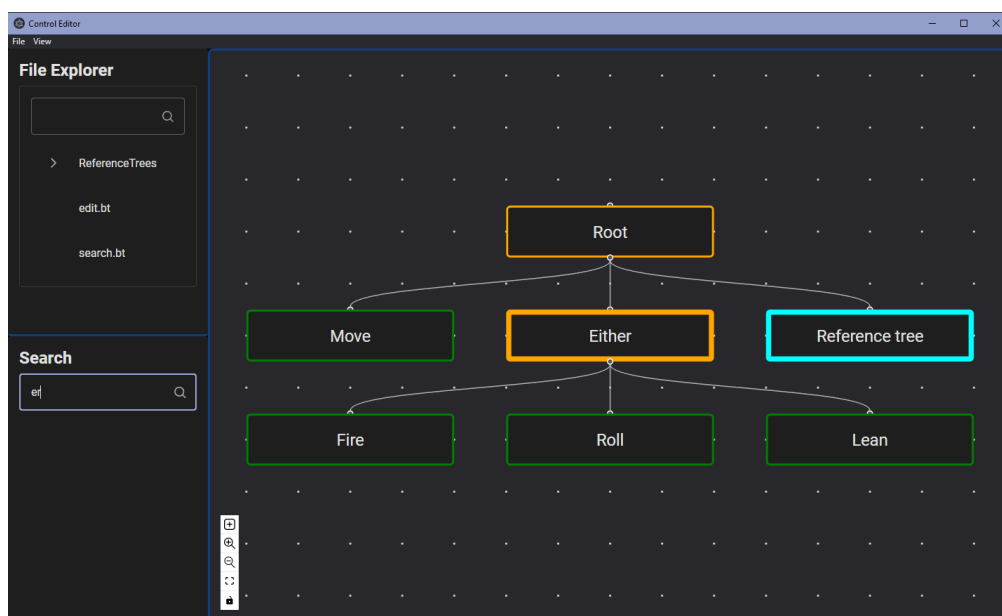 Control Editor
File View
File Explorer
ReferenceTrees
edit.bt
search.bt
Search
er
Root
Move
Either
Reference tree
Fire
Roll
Lean